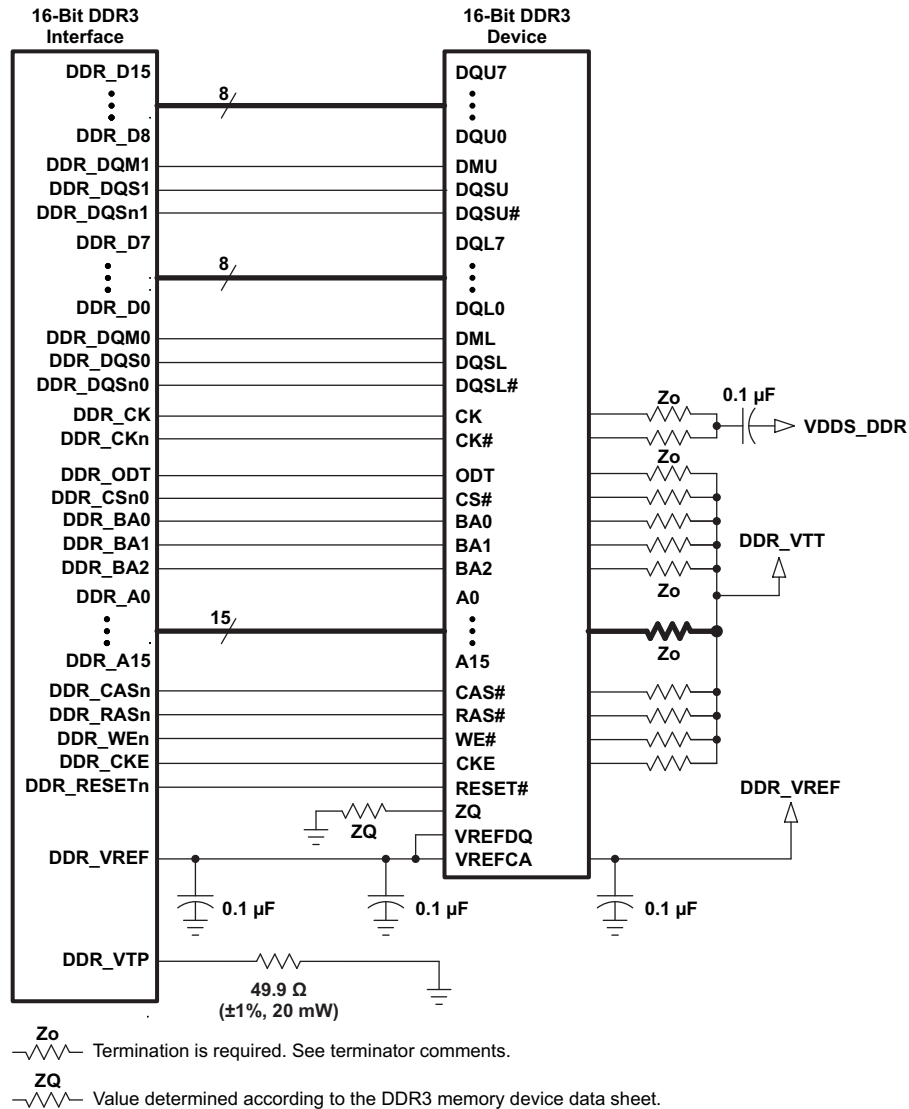 16-Bit DDR3
Interface
16-Bit DDR3
Device
DDR_D15
8
DQU7
DDR_D8
DQU0
DDR_DQM1
DMU
DDR_DQS1
DQSU
DDR_DQSn1
DQSU#
DDR_D7
8
DQL7
DDR_D0
DQL0
DDR_DQM0
DML
DDR_DQS0
DQSL
DDR_DQSn0
DQSL#
Zo
0.1 µF
DDR_CK
CK
VDDS_DDR
DDR_CKn
CK#
Zo
DDR_ODT
ODT
DDR_CSn0
CS#
DDR_BA0
BA0
DDR_BA1
BA1
DDR_VTT
DDR_BA2
BA2
Zo
DDR_A0
A0
15
Zo
DDR_A15
A15
DDR_CASn
CAS#
DDR_RASn
RAS#
DDR_WEn
WE#
DDR_CKE
CKE
DDR_RESETn
RESET#
DDR_VREF
ZQ
ZQ
VREFDQ
DDR_VREF
VREFCA
0.1 µF
0.1 µF
0.1 µF
DDR_VTP
49.9 Ω
(±1%, 20 mW)
Zo
Termination is required. See terminator comments.
ZQ
Value determined according to the DDR3 memory device data sheet.